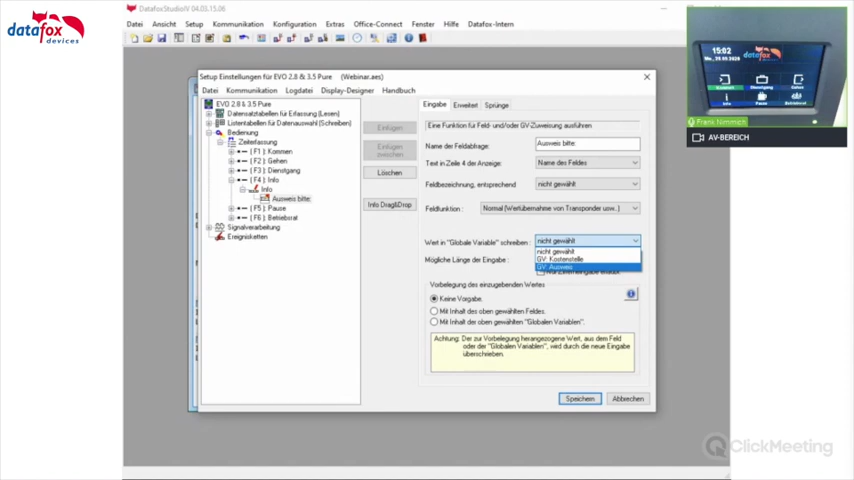 datafox
devices
DatafoxStudioIV 04.03.15.06
Datei Ansicht Setup Kommunikation Konfiguration Extras Office-Connect Fenster Hilfe Datafox-Intern
Setup Einstellungen für EVO 2.8 & 3.5 Pure (Webinar.aes)
Datei Kommunikation Logdatei Display-Designer Handbuch
EVO 2.8 & 3.5 Pure
Datensatztabellen für Erfassung (Lesen)
Listentabellen für Datenauswahl (Schreiben)
Bedienung
Zeiterfassung
(F1): Kommen
(F2): Gehen
(F3): Dienstgang
(F4): Info
Info
Ausweis bitte:
(F5): Pause
(F6): Betriebsrat
Signalverarbeitung
Ereignisketten
Einfügen
Einfügen
zwischen
Löschen
Info Drag&Drop
Eingabe Erweitert Sprünge
Eine Funktion für Feld- und/oder GV-Zuweisung ausführen
Name der Feldabfrage: Ausweis bitte:
Text in Zeile 4 der Anzeige: Name des Feldes
Feldbezeichnung, entsprechend nicht gewählt
Feldfunktion: Normal (Wertübernahme von Transponder usw..)
Wert in "Globale Variable" schreiben: nicht gewählt
nicht gewählt
GV: Kostenstelle
GV: Ausweis
Mögliche Länge der Eingabe :
Vorbelegung des einzugebenden Wertes
Keine Vorgabe.
Mit Inhalt des oben gewählten Feldes.
Mit Inhalt der oben gewählten "Globalen Variablen".
Achtung: Der zur Vorbelegung herangezogene Wert, aus dem Feld
oder der "Globalen Variablen", wird durch die neue Eingabe
überschrieben.
Speichern Abbrechen
15:02
datafox
Kommen Dienstgang Gehen
Info Pause Betriebsrat
Frank Nimmich
AV-BEREICH
ClickMeeting